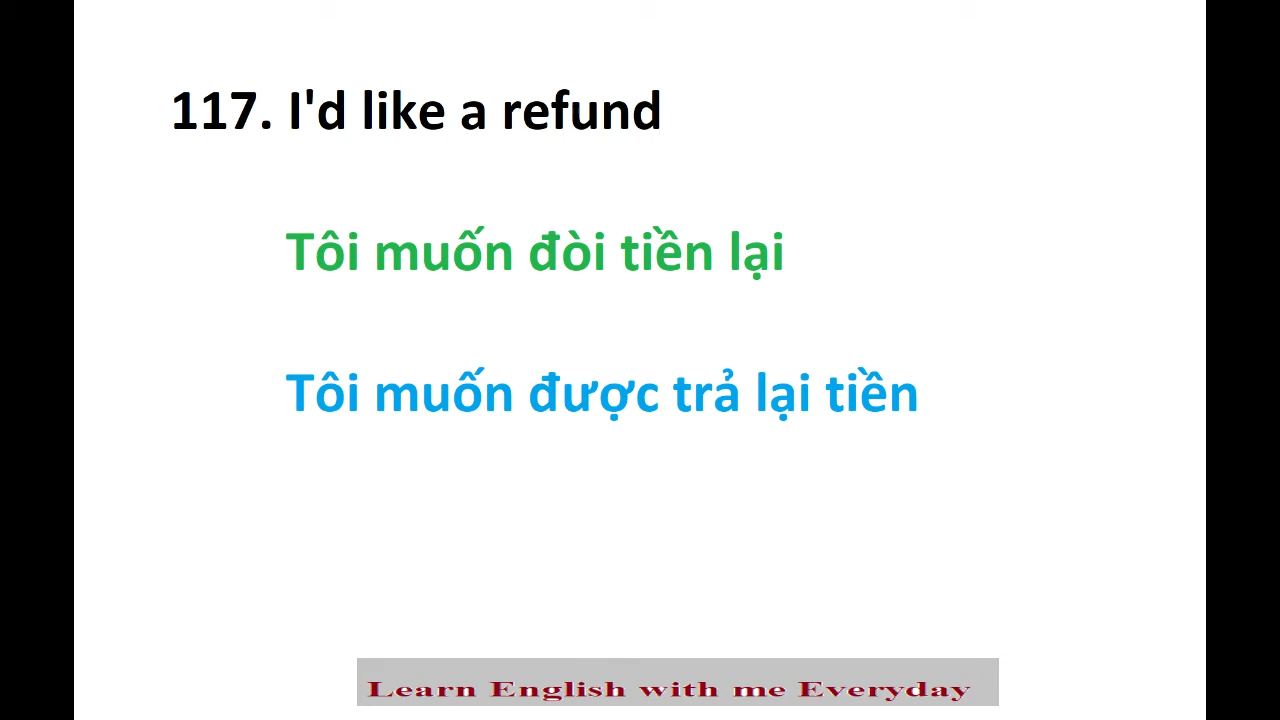 117. I'd like a refund
Tôi muốn đòi tiền lại
Tôi muốn được trả lại tiền
Learn English with me Everyday